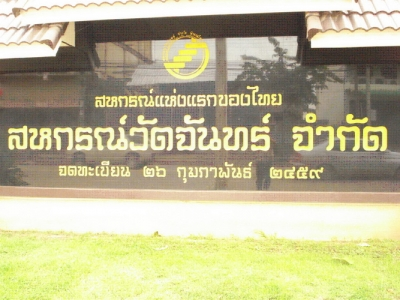 สหกรณ์แห่งแรกของไทย
สหกรณ์วัดจันทร์ จำกัด
จดทะเบียน ๒๖ กุมภาพันธ์ ๒๔๕๙